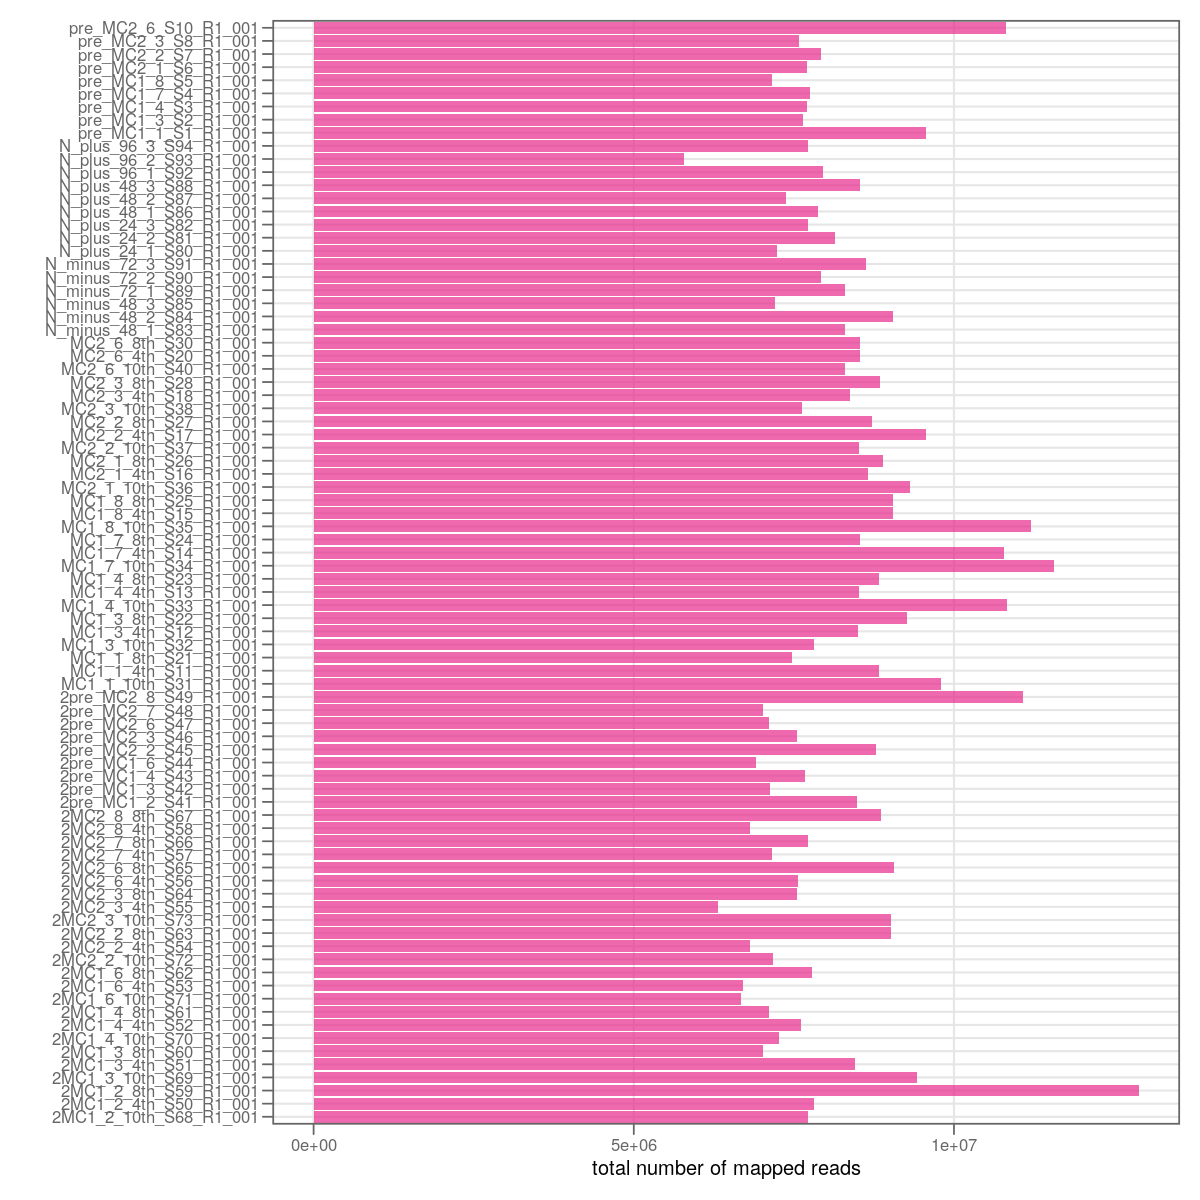 pre_MC2_6_S10_R1_001
pre_MC2_3_S8_R1_001
pre_MC2_2_S7_R1_001
pre_MC2_1_S6_R1_001
pre_MC1_8_S5_R1_001
pre_MC1_7_S4_R1_001
pre_MC1_4_S3_R1_001
pre_MC1_3_S2_R1_001
pre_MC1_1_S1_R1_001
N_plus_96_3_S94_R1_001
N_plus_96_2_S93_R1_001
N_plus_96_1_S92_R1_001
N_plus_48_3_S88_R1_001
N_plus_48_2_S87_R1_001
N_plus_48_1_S86_R1_001
N_plus_24_3_S82_R1_001
N_plus_24_2_S81_R1_001
N_plus_24_1_S80_R1_001
N_minus_72_3_S91_R1_001
N_minus_72_2_S90_R1_001
N_minus_72_1_S89_R1_001
N_minus_48_3_S85_R1_001
N_minus_48_2_S84_R1_001
N_minus_48_1_S83_R1_001
MC2_6_8th_S30_R1_001
MC2_6_4th_S20_R1_001
MC2_6_10th_S40_R1_001
MC2_3_8th_S28_R1_001
MC2_3_4th_S18_R1_001
MC2_3_10th_S38_R1_001
MC2_2_8th_S27_R1_001
MC2_2_4th_S17_R1_001
MC2_2_10th_S37_R1_001
MC2_1_8th_S26_R1_001
MC2_1_4th_S16_R1_001
MC2_1_10th_S36_R1_001
MC1_8_8th_S25_R1_001
MC1_8_4th_S15_R1_001
MC1_8_10th_S35_R1_001
MC1_7_8th_S24_R1_001
MC1_7_4th_S14_R1_001
MC1_7_10th_S34_R1_001
MC1_4_8th_S23_R1_001
MC1_4_4th_S13_R1_001
MC1_4_10th_S33_R1_001
MC1_3_8th_S22_R1_001
MC1_3_4th_S12_R1_001
MC1_3_10th_S32_R1_001
MC1_1_8th_S21_R1_001
MC1_1_4th_S11_R1_001
MC1_1_10th_S31_R1_001
2pre_MC2_8_S49_R1_001
2pre_MC2_7_S48_R1_001
2pre_MC2_6_S47_R1_001
2pre_MC2_3_S46_R1_001
2pre_MC2_2_S45_R1_001
2pre_MC1_6_S44_R1_001
2pre_MC1_4_S43_R1_001
2pre_MC1_3_S42_R1_001
2pre_MC1_2_S41_R1_001
2MC2_8_8th_S67_R1_001
2MC2_8_4th_S58_R1_001
2MC2_7_8th_S66_R1_001
2MC2_7_4th_S57_R1_001
2MC2_6_8th_S65_R1_001
2MC2_6_4th_S56_R1_001
2MC2_3_8th_S64_R1_001
2MC2_3_4th_S55_R1_001
2MC2_3_10th_S73_R1_001
2MC2_2_8th_S63_R1_001
2MC2_2_4th_S54_R1_001
2MC2_2_10th_S72_R1_001
2MC1_6_8th_S62_R1_001
2MC1_6_4th_S53_R1_001
2MC1_6_10th_S71_R1_001
2MC1_4_8th_S61_R1_001
2MC1_4_4th_S52_R1_001
2MC1_4_10th_S70_R1_001
2MC1_3_8th_S60_R1_001
2MC1_3_4th_S51_R1_001
2MC1_3_10th_S69_R1_001
2MC1_2_8th_S59_R1_001
2MC1_2_4th_S50_R1_001
2MC1_2_10th_S68_R1_001
0e+00 5e+06 1e+07
total number of mapped reads